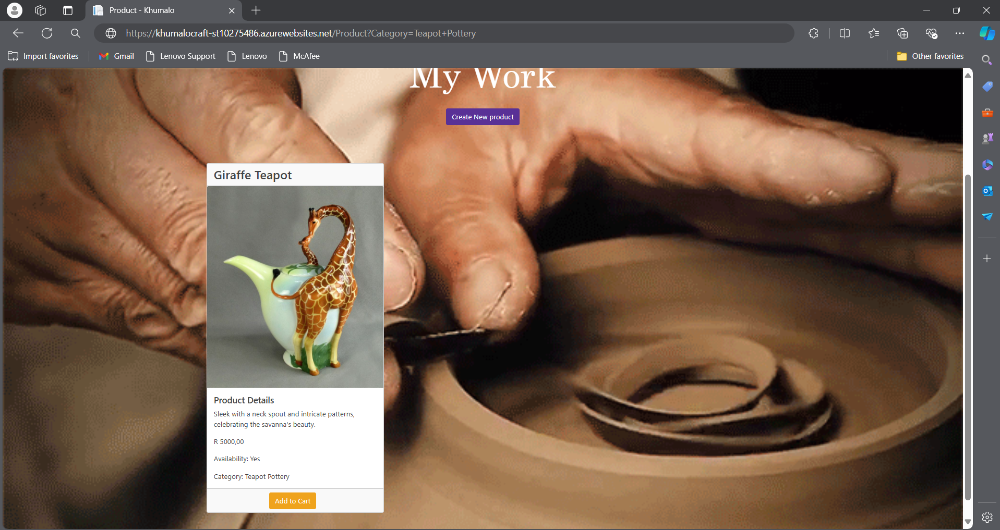 Product - Khumalo
https://khumalocraft-st10275486.azurewebsites.net/Product?Category=Teapot+Pottery
Import favorites
Gmail
Lenovo Support
Lenovo
McAfee
Other favorites
My Work
Create New product
Giraffe Teapot
Product Details
Sleek with a neck spout and intricate patterns,
celebrating the savanna's beauty.
R 5000,00
Availability: Yes
Category: Teapot Pottery
Add to Cart